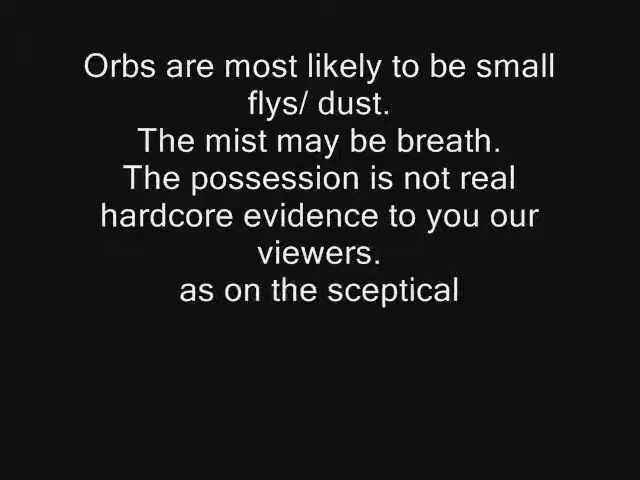 Orbs are most likely to be small
flys/ dust.
The mist may be breath.
The possession is not real
hardcore evidence to you our
viewers.
as on the sceptical